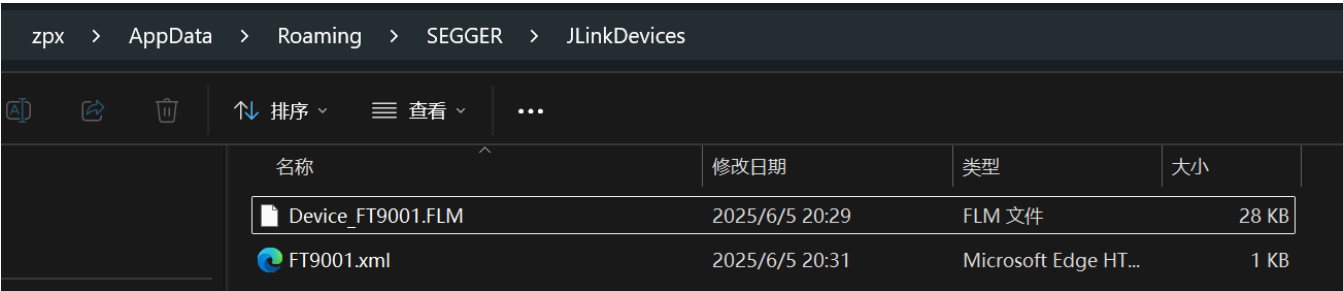 zpx > AppData > Roaming > SEGGER > JLinkDevices
排序 查看
名称 修改日期 类型 大小
Device_FT9001.FLM 2025/6/5 20:29 FLM 文件 28 KB
FT9001.xml 2025/6/5 20:31 Microsoft Edge HT... 1 KB